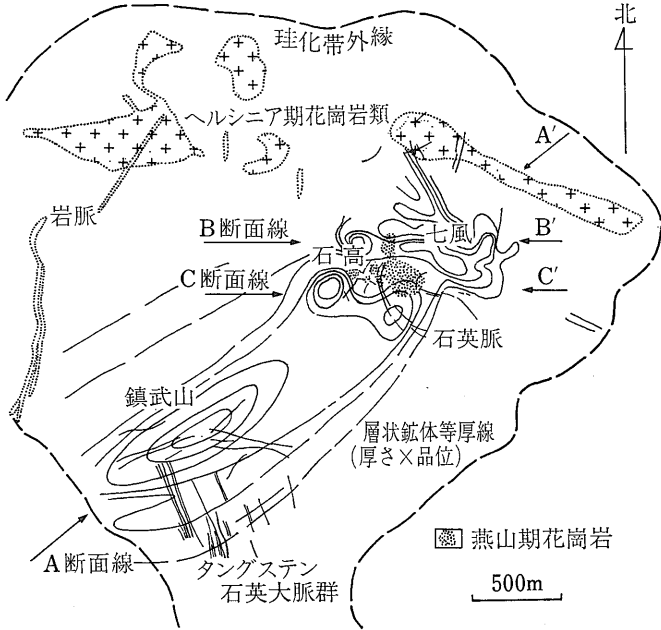 北
珪化帯外縁
ヘルシニア期花崗岩類
A′
岩脈
B断面線
七風
B′
石高
C断面線
C′
石英脈
鎮武山
層状鉱体等厚線
(厚さ×品位)
A断面線
タングステン
石英大脈群
燕山期花崗岩
500m